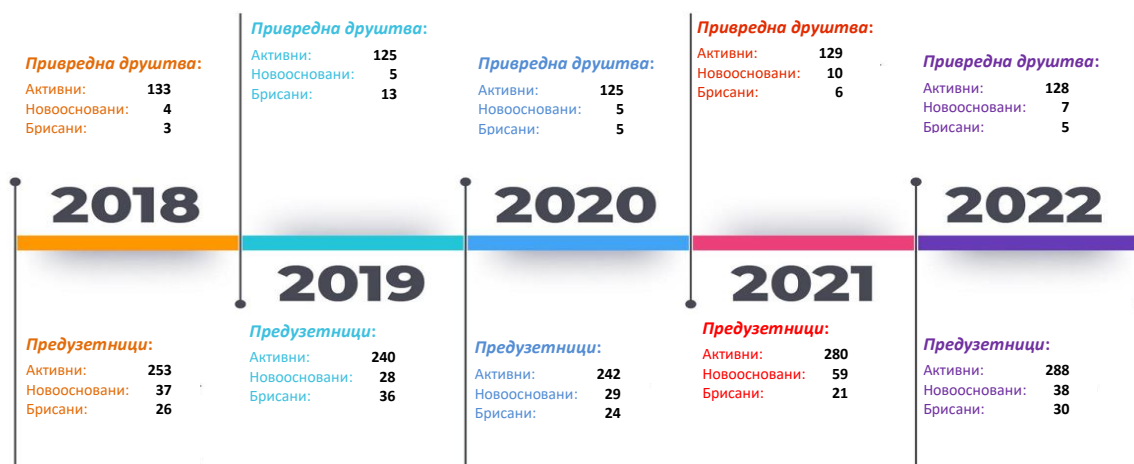 Привредна друштва:
Активни: 133
Новоосновани: 4
Брисани: 3
2018
Предузетници:
Активни: 253
Новоосновани: 37
Брисани: 26
Привредна друштва:
Активни: 125
Новоосновани: 5
Брисани: 13
2019
Предузетници:
Активни: 240
Новоосновани: 28
Брисани: 36
Привредна друштва:
Активни: 125
Новоосновани: 5
Брисани: 5
2020
Предузетници:
Активни: 242
Новоосновани: 29
Брисани: 24
Привредна друштва:
Активни: 129
Новоосновани: 10
Брисани: 6
2021
Предузетници:
Активни: 280
Новоосновани: 59
Брисани: 21
Привредна друштва:
Активни: 128
Новоосновани: 7
Брисани: 5
2022
Предузетници:
Активни: 288
Новоосновани: 38
Брисани: 30